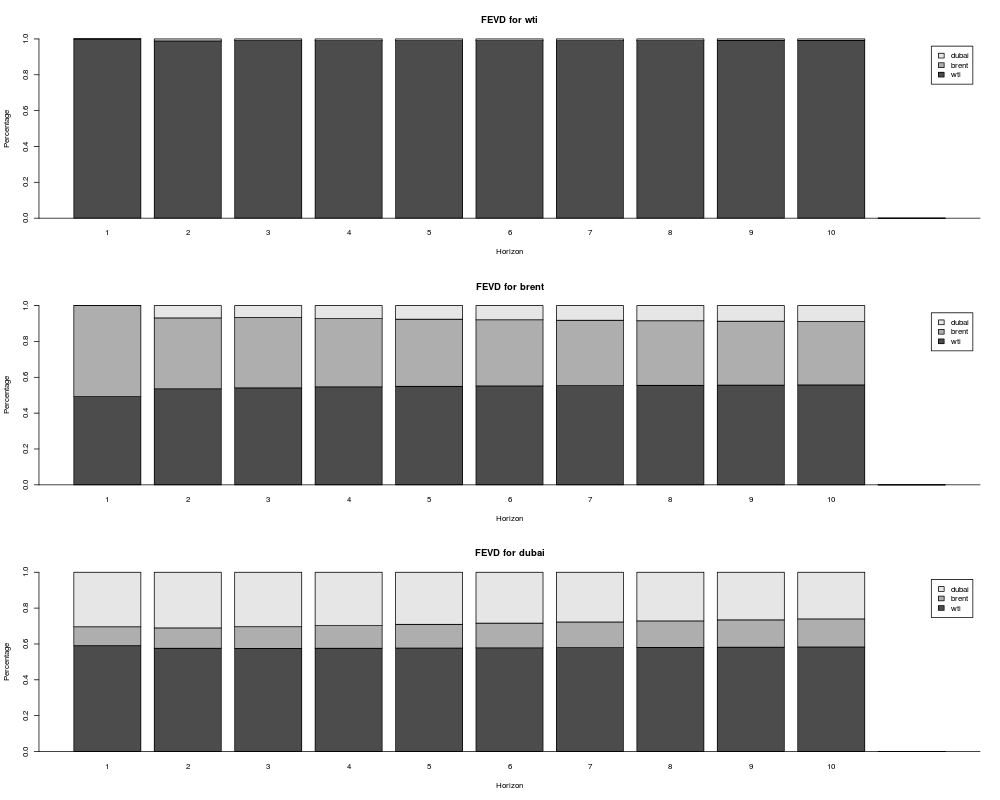 FEVD for wti
Percentage
0.0 0.2 0.4 0.6 0.8 1.0
dubai
brent
wti
1 2 3 4 5 6 7 8 9 10
Horizon
FEVD for brent
Percentage
0.0 0.2 0.4 0.6 0.8 1.0
dubai
brent
wti
1 2 3 4 5 6 7 8 9 10
Horizon
FEVD for dubai
Percentage
0.0 0.2 0.4 0.6 0.8 1.0
dubai
brent
wti
1 2 3 4 5 6 7 8 9 10
Horizon